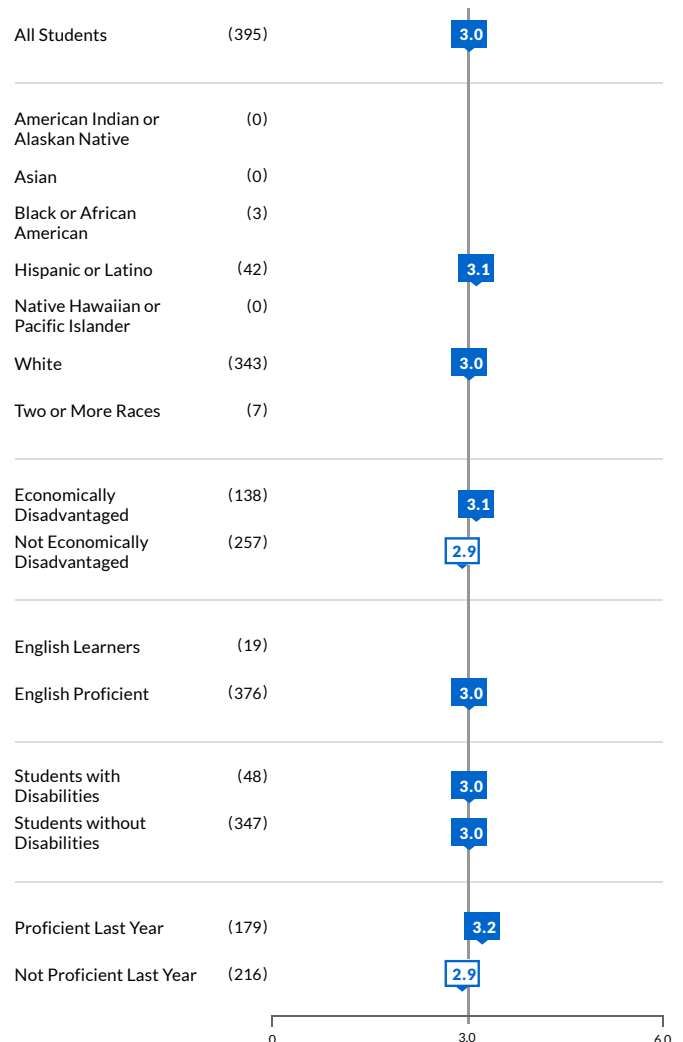 All Students (395) 3.0
American Indian or (0)
Alaskan Native
Asian (0)
Black or African (3)
American
Hispanic or Latino (42) 3.1
Native Hawaiian or (0)
Pacific Islander
White (343) 3.0
Two or More Races (7)
Economically (138) 3.1
Disadvantaged
Not Economically (257) 2.9
Disadvantaged
English Learners (19)
English Proficient (376) 3.0
Students with (48) 3.0
Disabilities
Students without (347) 3.0
Disabilities
Proficient Last Year (179) 3.2
Not Proficient Last Year (216) 2.9
0 3.0 6.0